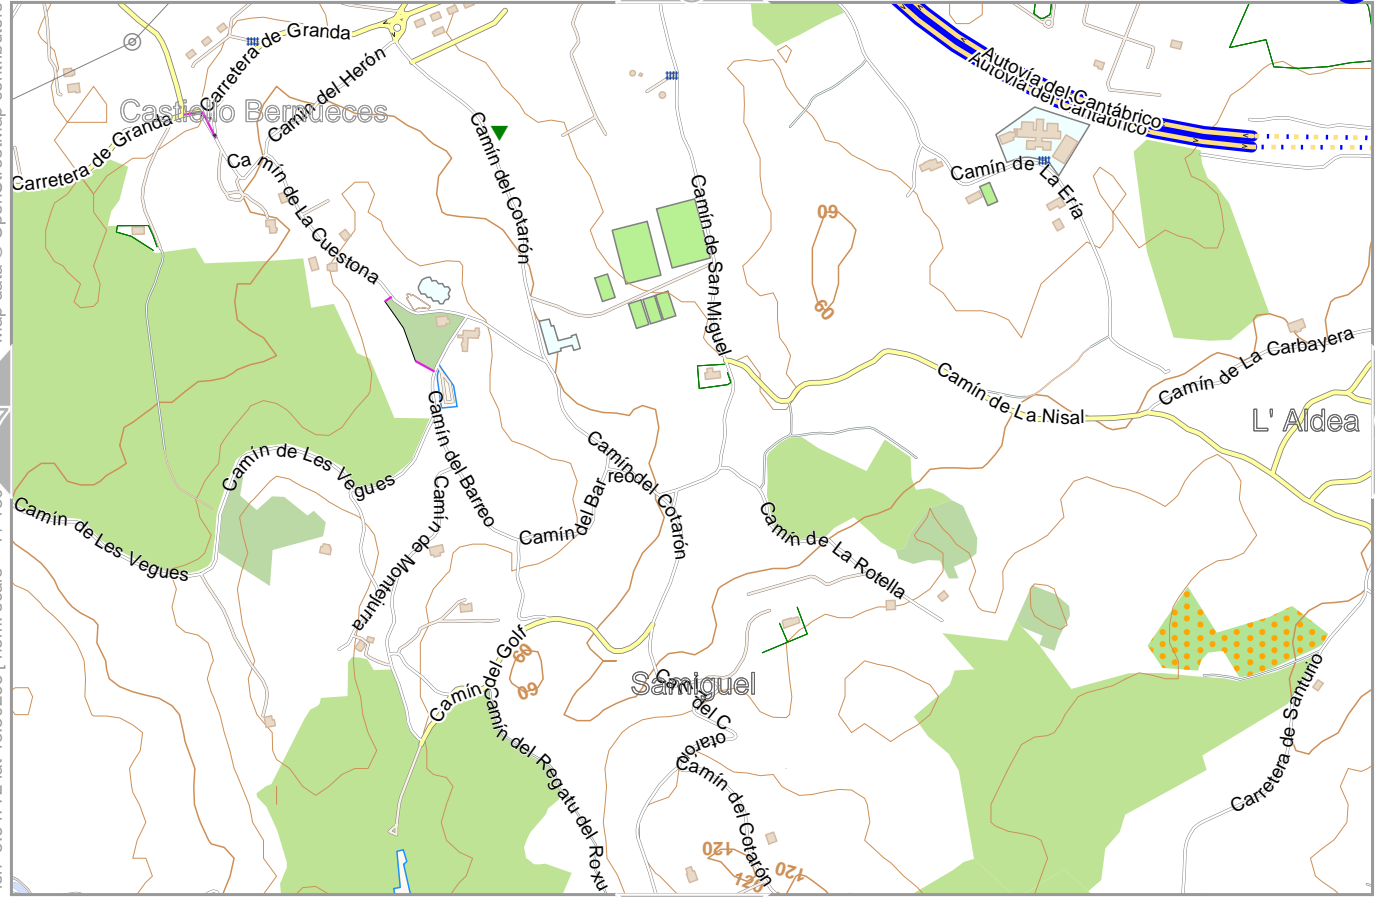 Carretera de Granda
Camín del Herón
Castiello Bernueces
Carretera de Granda
Camín de La Cuestona
Camín del Cotarón
Camín de San Miguel
Autovía del Cantábrico
Autovía del Cantábrico
Camín de La Ería
60
60
Camín de La Nisal
Camín de La Carbayera
L' Aldea
Camín de Les Vegues
Camín de Les Vegues
Camín del Barreo
Camín de Montejurra
Camín del Barreo
Camín del Cotarón
Camín de La Rotella
Camín del Golf
60
60
Samiguel
Camín del Cotarón
Camín del Regatu del Roxu
Camín del Cotarón
120
120
120
Carretera de Santurio